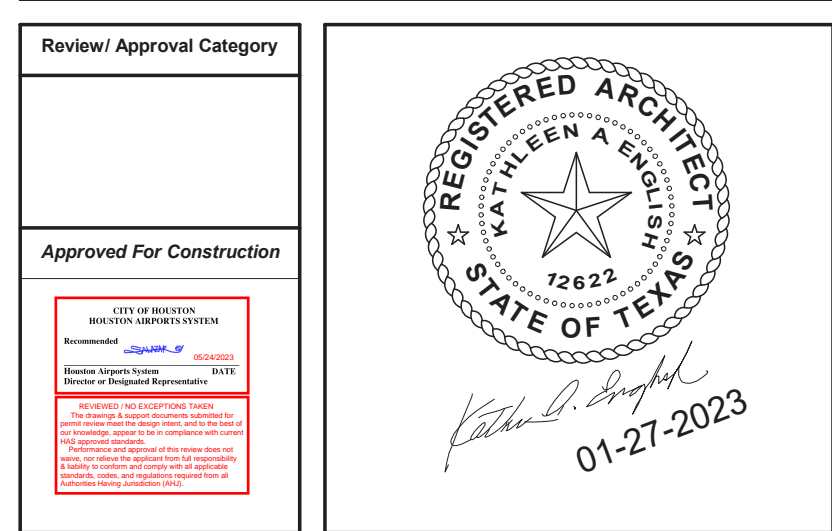 Review/ Approval Category
Approved For Construction
CITY OF HOUSTON
HOUSTON AIRPORTS SYSTEM
Recommended
SALAZAR
05/24/2023
Houston Airports System DATE
Director or Designated Representative
REVIEWED / NO EXCEPTIONS TAKEN
The drawings & support documents submitted for
permit review meet the design intent, and to the best of
our knowledge, appear to be in compliance with current
HAS approved standards.
Performance and approval of this review does not
waive, nor relieve the applicant from full responsibility
& liability to conform and comply with all applicable
standards, codes, and regulations required from all
Authorities Having Jurisdiction (AHJ).
REGISTERED ARCHITECT
KATHLEEN A ENGLISH
12622
STATE OF TEXAS
Kathleen A. English
01-27-2023